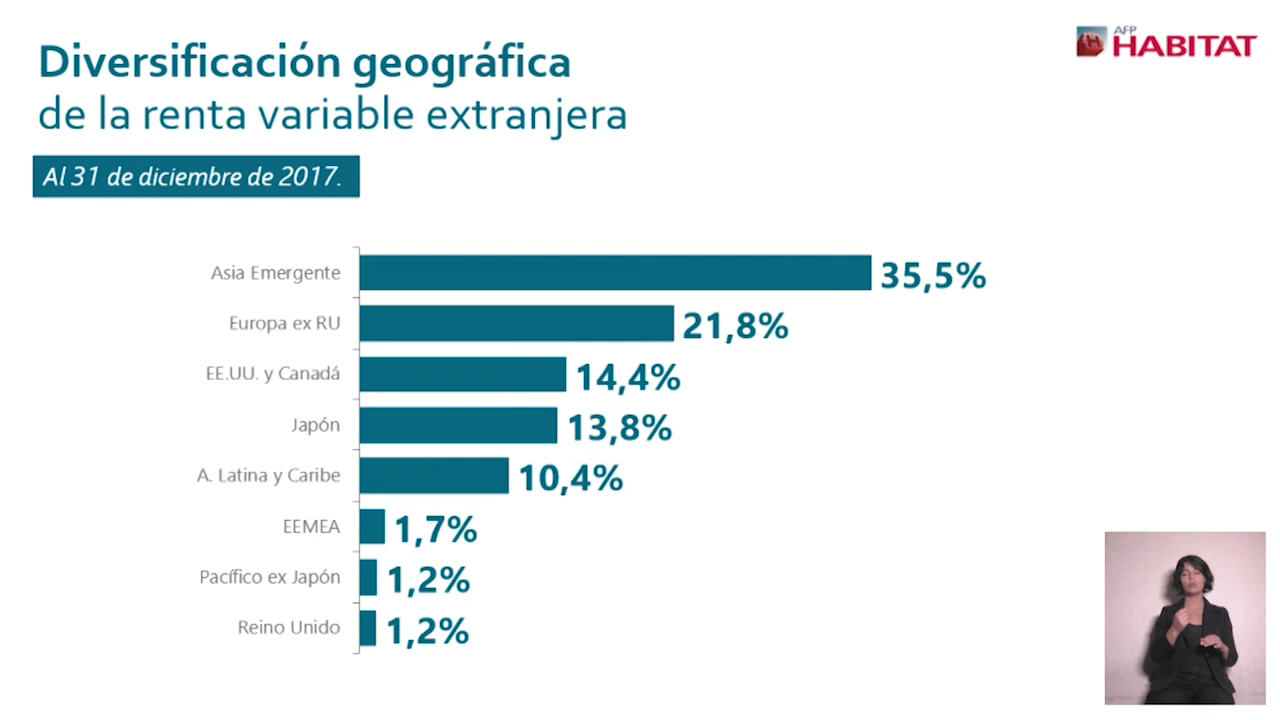 Diversificación geográfica
de la renta variable extranjera
AFP
HABITAT
Al 31 de diciembre de 2017.
Asia Emergente 35,5%
Europa ex RU 21,8%
EE.UU. y Canadá 14,4%
Japón 13,8%
A. Latina y Caribe 10,4%
EEMEA 1,7%
Pacífico ex Japón 1,2%
Reino Unido 1,2%